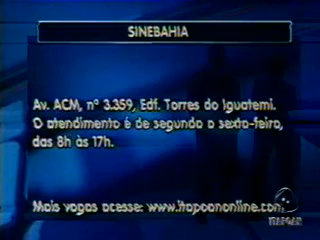 SINEBAHIA
Av. ACM, nº 3.359, Edf. Torres do Iguatemi.
O atendimento é de segunda a sexta-feira,
das 8h às 17h.
Mais vagas acesse: www.itapoanonline.com
ITAPOAN